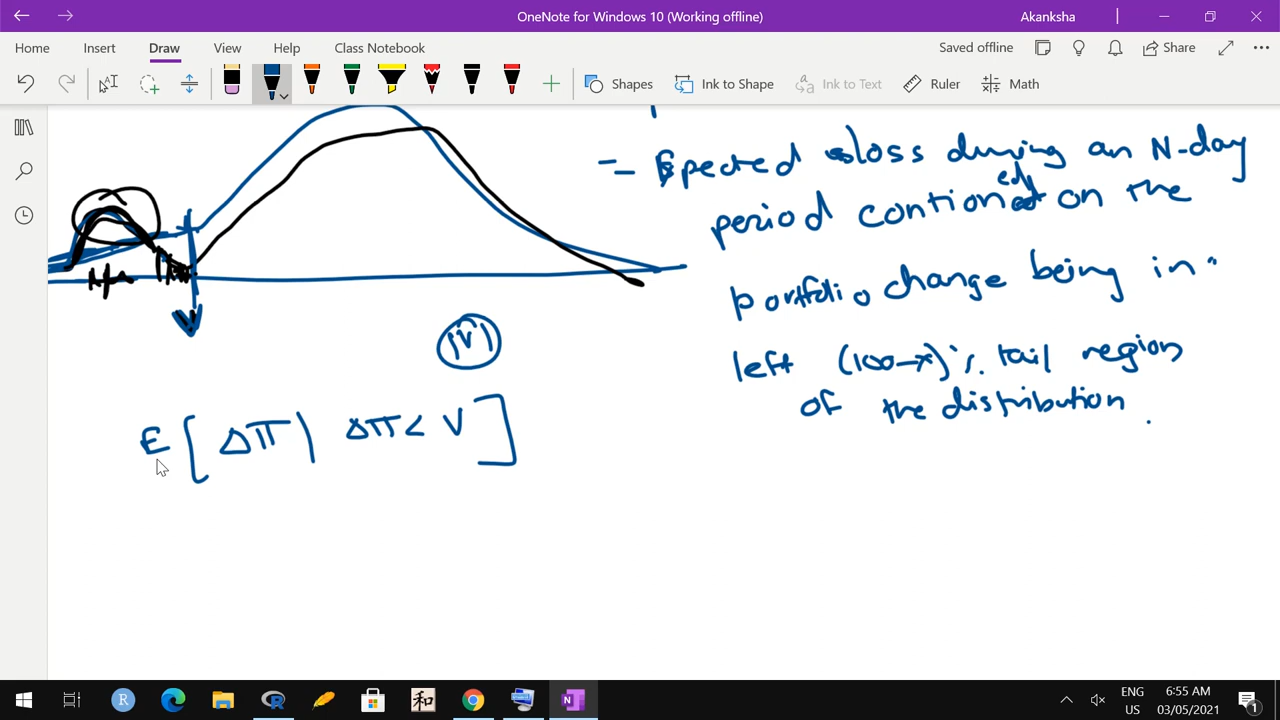 OneNote for Windows 10 (Working offline)
Akanksha
Home Insert Draw View Help Class Notebook
Saved offline
Share
Shapes
Ink to Shape
Ink to Text
Ruler
Math
= Expected loss during an N-day
period contioned on the
portfolio change being in
left (100-x)% tail region
of the distribution.
|V|
E[ΔΠ| ΔΠ< V]
ENG
US
6:55 AM
03/05/2021
1